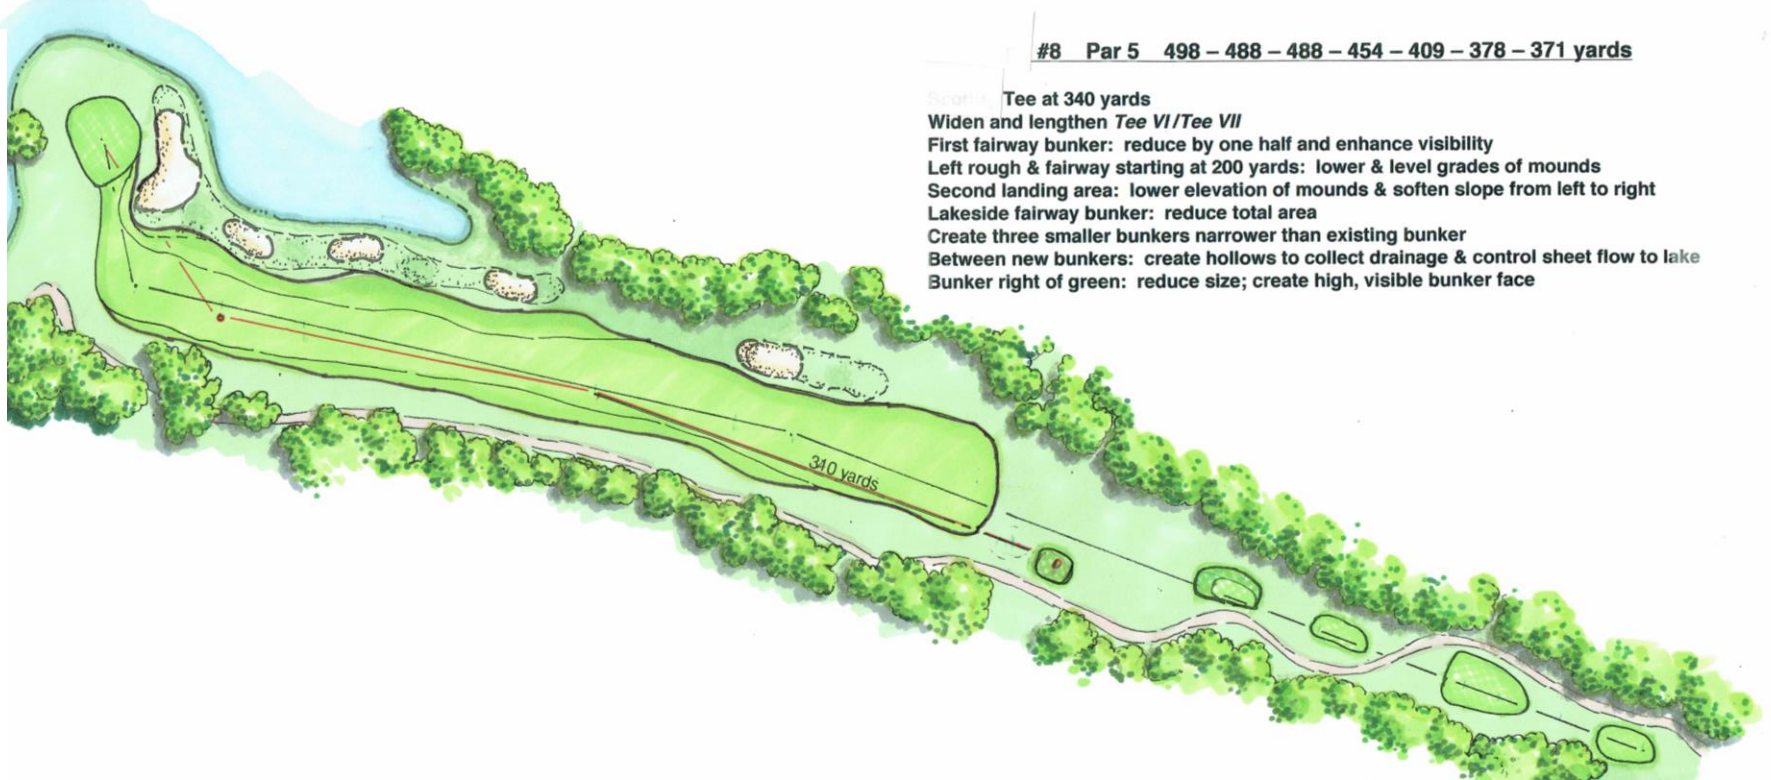 #8 Par 5 498 – 488 – 488 – 454 – 409 – 378 – 371 yards
Tee at 340 yards
Widen and lengthen Tee VI/Tee VII
First fairway bunker: reduce by one half and enhance visibility
Left rough & fairway starting at 200 yards: lower & level grades of mounds
Second landing area: lower elevation of mounds & soften slope from left to right
Lakeside fairway bunker: reduce total area
Create three smaller bunkers narrower than existing bunker
Between new bunkers: create hollows to collect drainage & control sheet flow to lake
Bunker right of green: reduce size; create high, visible bunker face
340 yards